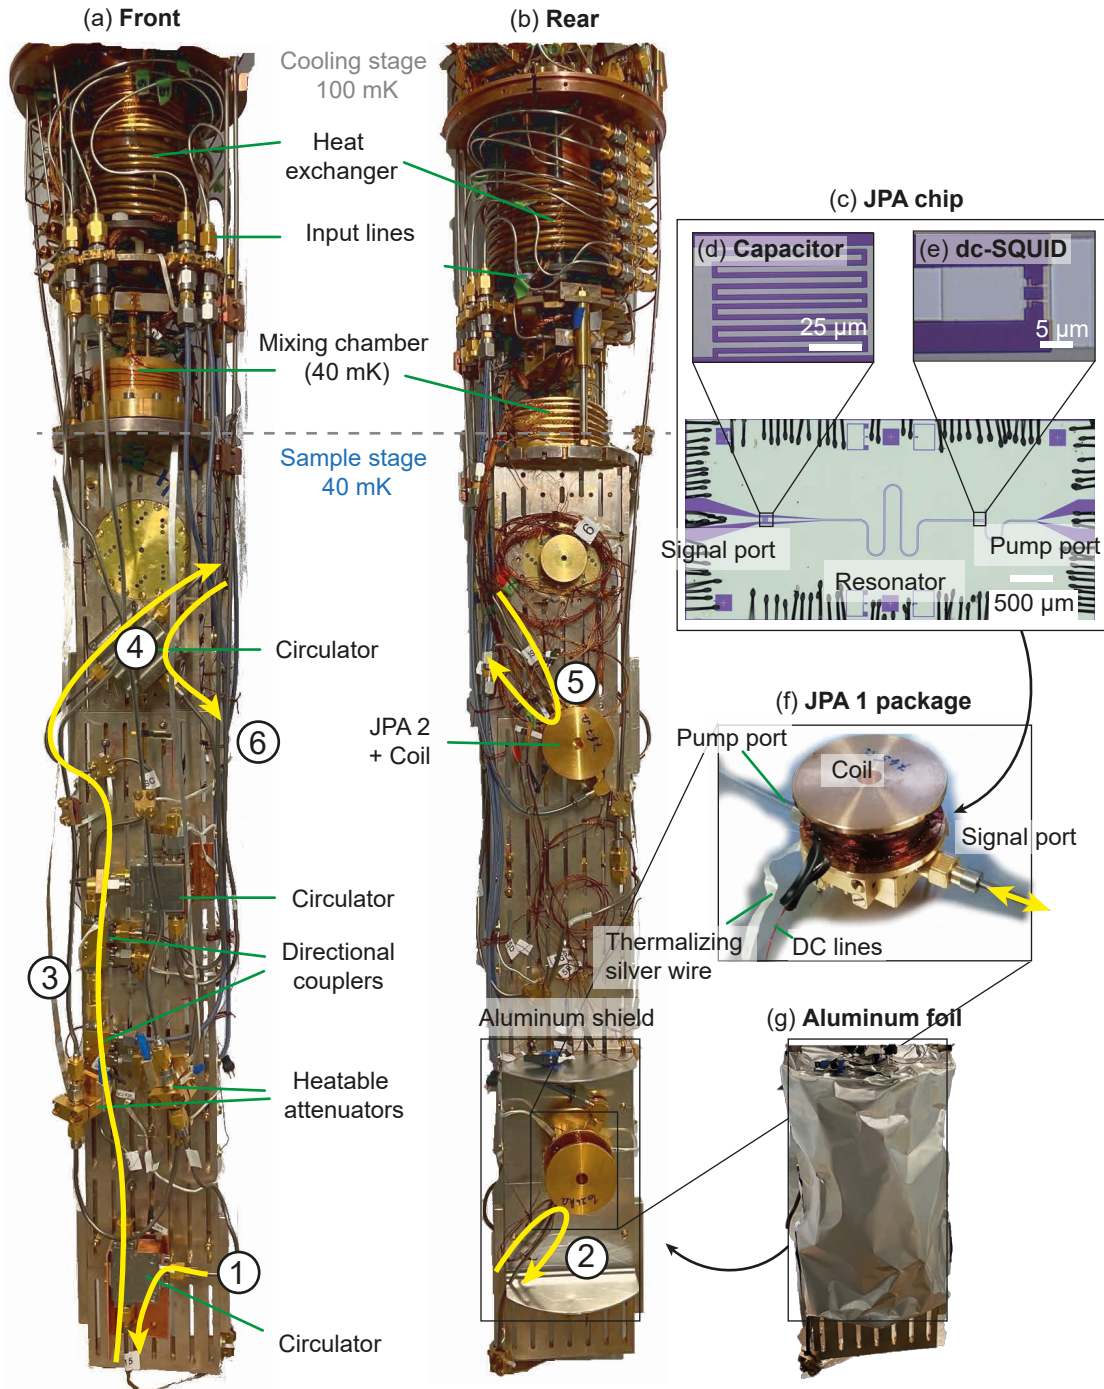 (a) Front
(b) Rear
Cooling stage
100 mK
Heat
exchanger
Input lines
Mixing chamber
(40 mK)
Sample stage
40 mK
4
Circulator
5
6
JPA 2
+ Coil
Circulator
Directional
couplers
3
Heatable
attenuators
1
Circulator
2
Aluminum shield
(c) JPA chip
(d) Capacitor
25 µm
(e) dc-SQUID
5 µm
Signal port
Pump port
Resonator
500 µm
(f) JPA 1 package
Pump port
Coil
Signal port
Thermalizing
silver wire
DC lines
(g) Aluminum foil